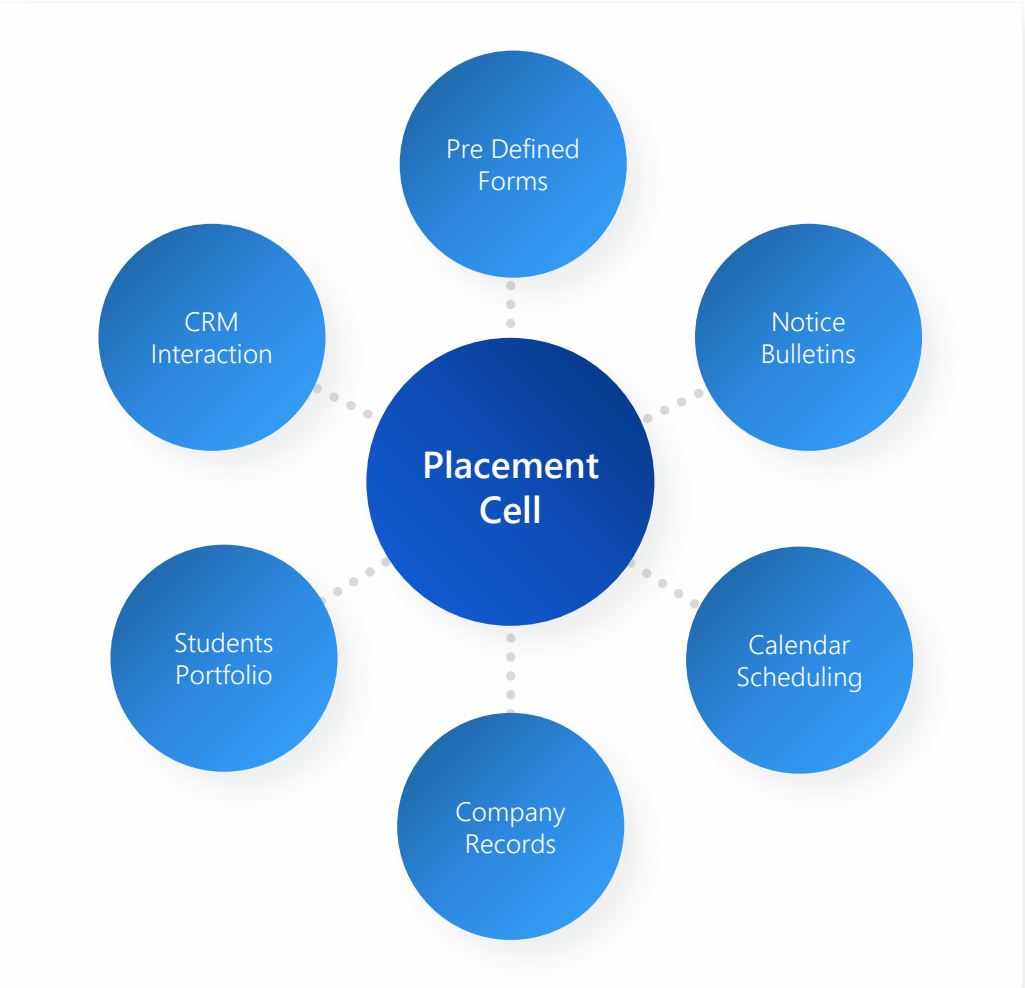 Pre Defined
Forms
CRM
Interaction
Notice
Bulletins
Placement
Cell
Students
Portfolio
Calendar
Scheduling
Company
Records